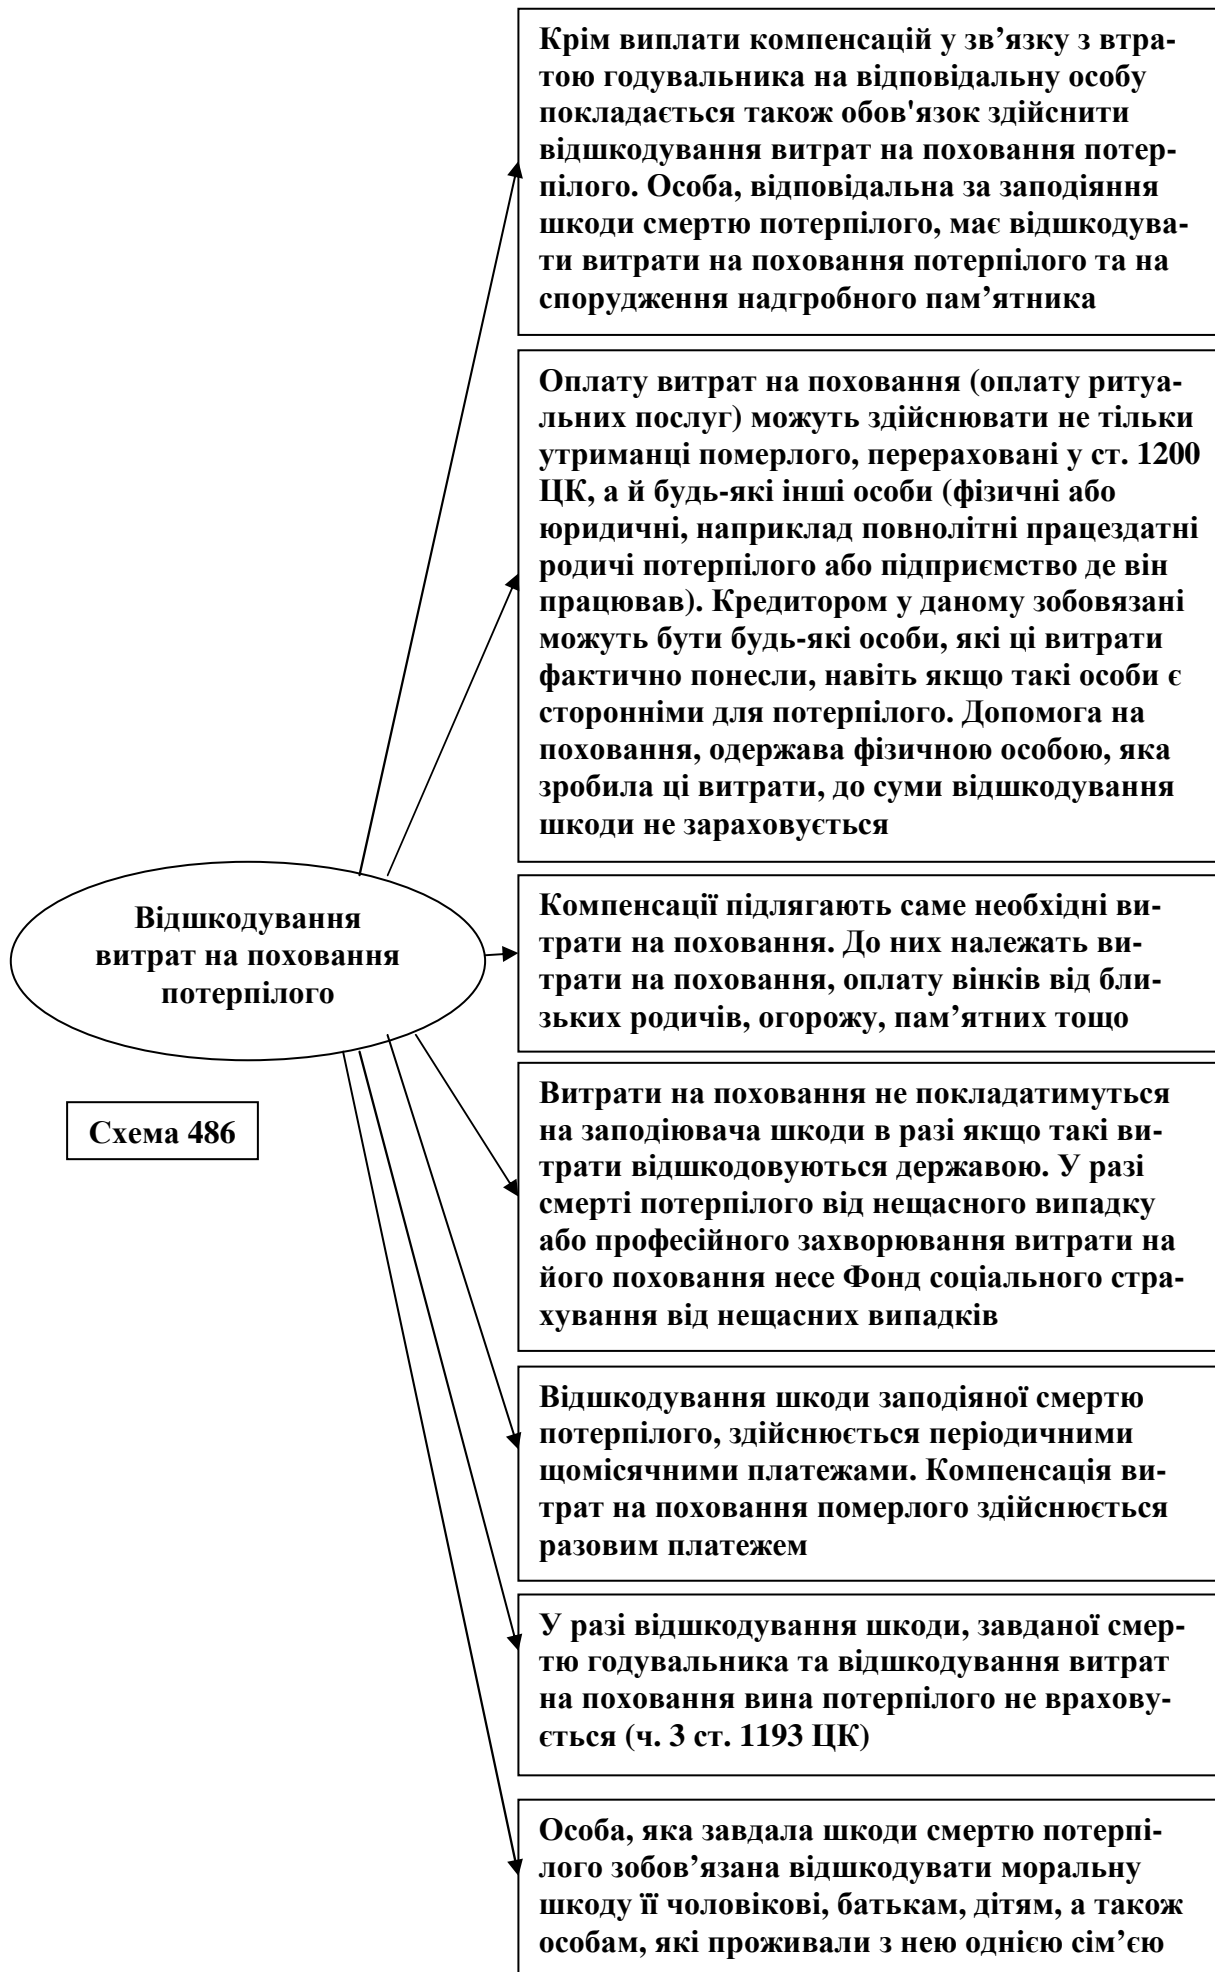 Крім виплати компенсацій у зв’язку з втра-
тою годувальника на відповідальну особу
покладається також обов'язок здійснити
відшкодування витрат на поховання потер-
пілого. Особа, відповідальна за заподіяння
шкоди смертю потерпілого, має відшкодува-
ти витрати на поховання потерпілого та на
спорудження надгробного пам’ятника
Оплату витрат на поховання (оплату ритуа-
льних послуг) можуть здійснювати не тільки
утриманці померлого, перераховані у ст. 1200
ЦК, а й будь-які інші особи (фізичні або
юридичні, наприклад повнолітні працездатні
родичі потерпілого або підприємство де він
працював). Кредитором у даному зобовязані
можуть бути будь-які особи, які ці витрати
фактично понесли, навіть якщо такі особи є
сторонніми для потерпілого. Допомога на
поховання, одержава фізичною особою, яка
зробила ці витрати, до суми відшкодування
шкоди не зараховується
Відшкодування
витрат на поховання
потерпілого
Компенсації підлягають саме необхідні ви-
трати на поховання. До них належать ви-
трати на поховання, оплату вінків від бли-
зьких родичів, огорожу, пам’ятних тощо
Схема 486
Витрати на поховання не покладатимуться
на заподіювача шкоди в разі якщо такі ви-
трати відшкодовуються державою. У разі
смерті потерпілого від нещасного випадку
або професійного захворювання витрати на
його поховання несе Фонд соціального стра-
хування від нещасних випадків
Відшкодування шкоди заподіяної смертю
потерпілого, здійснюється періодичними
щомісячними платежами. Компенсація ви-
трат на поховання померлого здійснюється
разовим платежем
У разі відшкодування шкоди, завданої смер-
тю годувальника та відшкодування витрат
на поховання вина потерпілого не врахову-
ється (ч. 3 ст. 1193 ЦК)
Особа, яка завдала шкоди смертю потерпі-
лого зобов’язана відшкодувати моральну
шкоду її чоловікові, батькам, дітям, а також
особам, які проживали з нею однією сім’єю